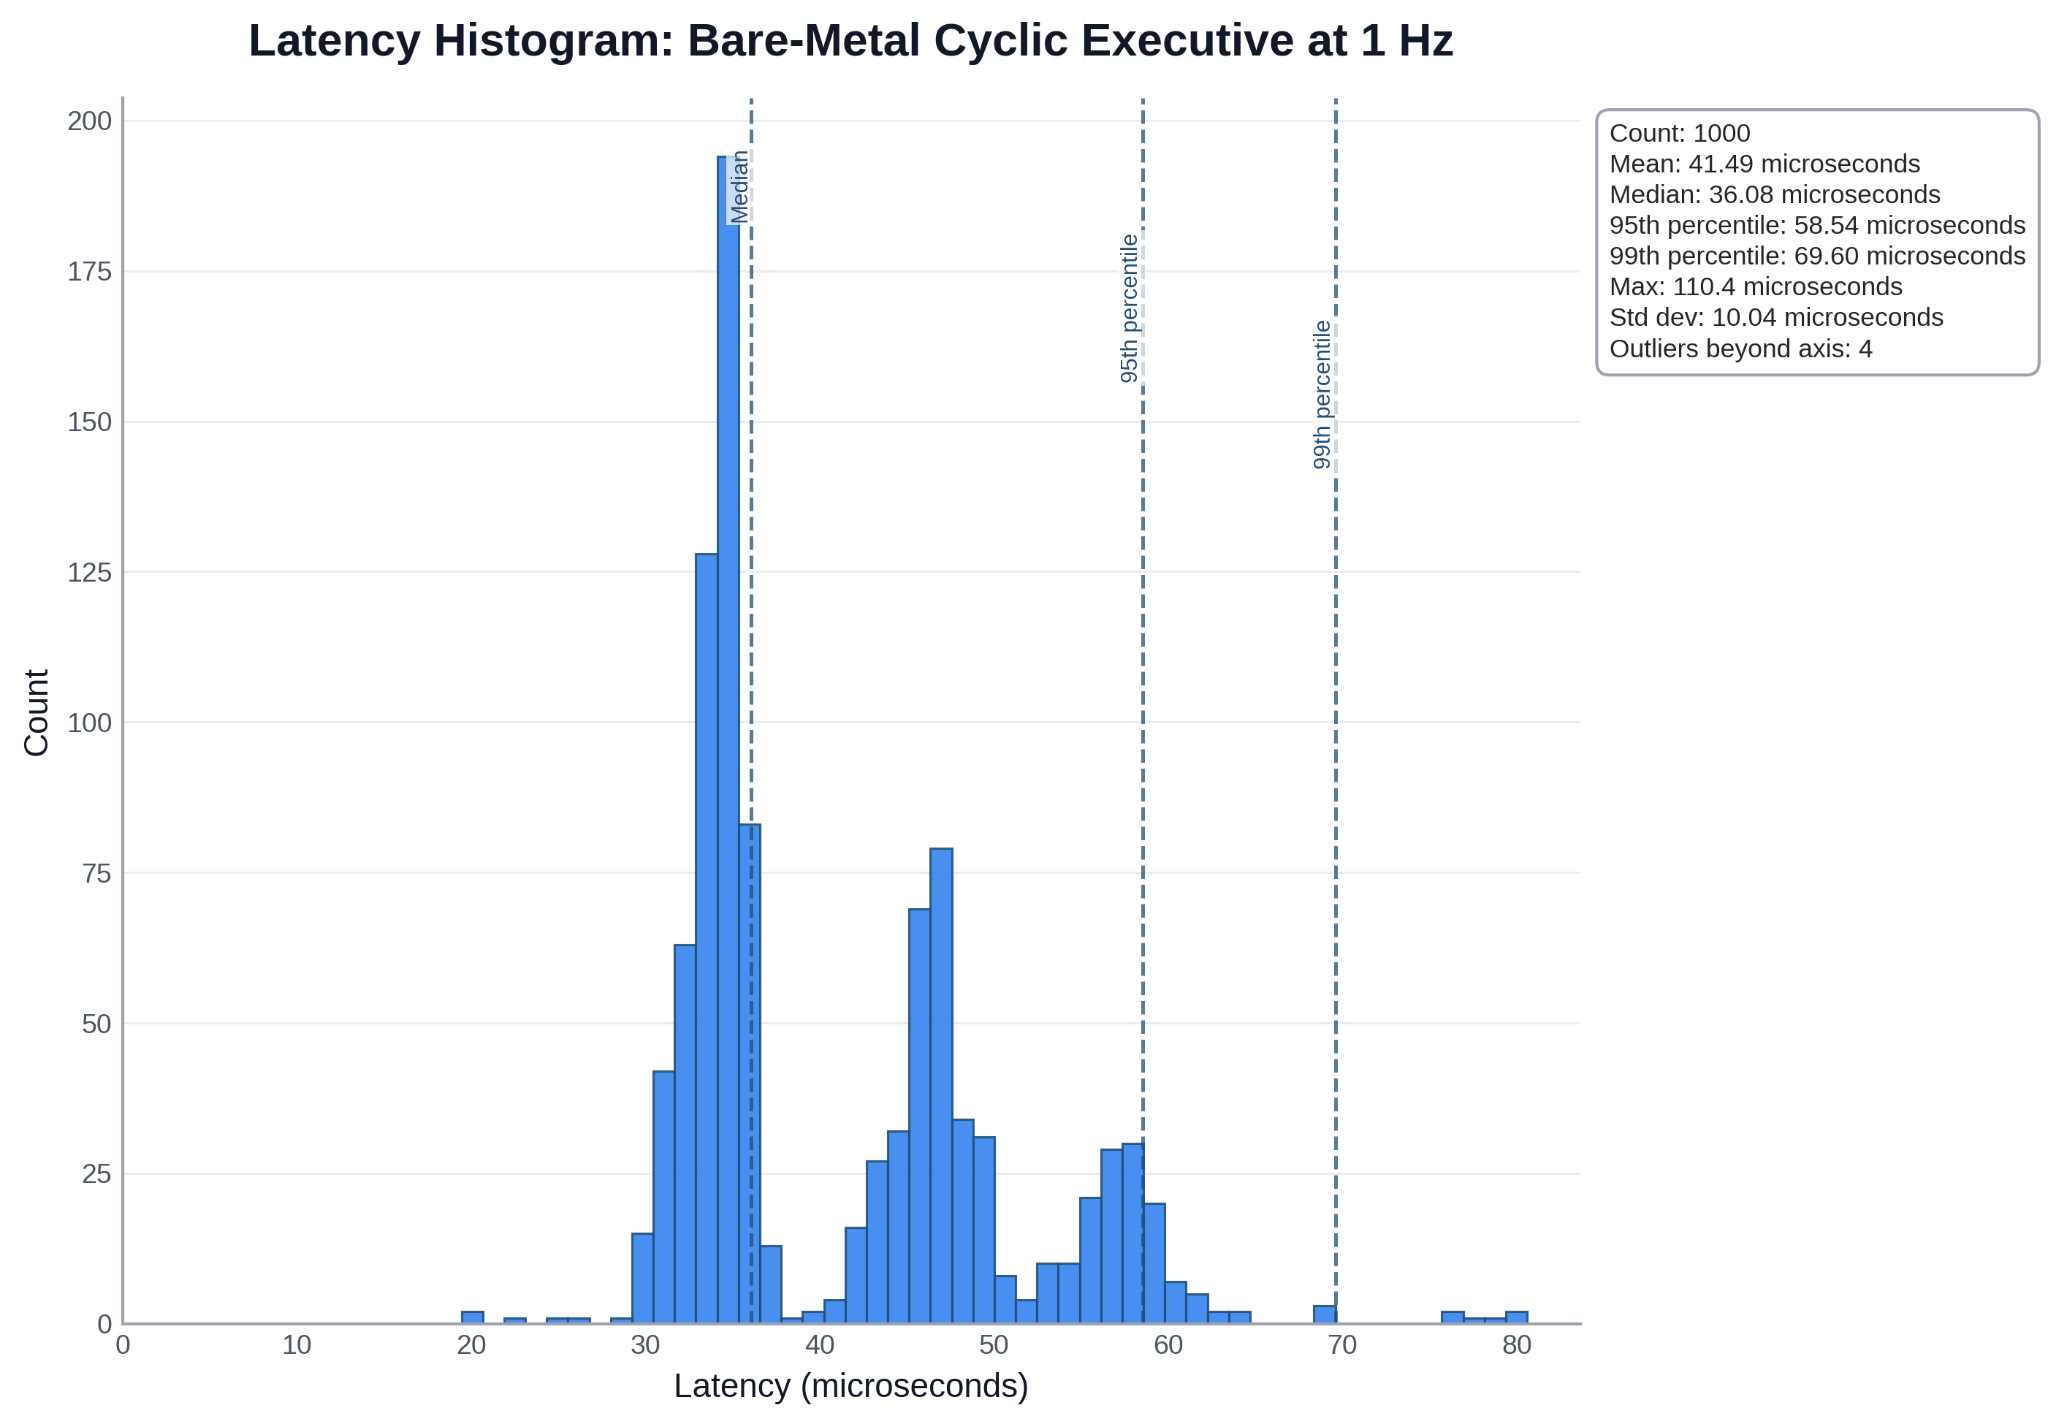 Latency Histogram: Bare-Metal Cyclic Executive at 1 Hz
Count: 1000
Mean: 41.49 microseconds
Median: 36.08 microseconds
95th percentile: 58.54 microseconds
99th percentile: 69.60 microseconds
Max: 110.4 microseconds
Std dev: 10.04 microseconds
Outliers beyond axis: 4
Median
95th percentile
99th percentile
Count
200
175
150
125
100
75
50
25
0
0 10 20 30 40 50 60 70 80
Latency (microseconds)